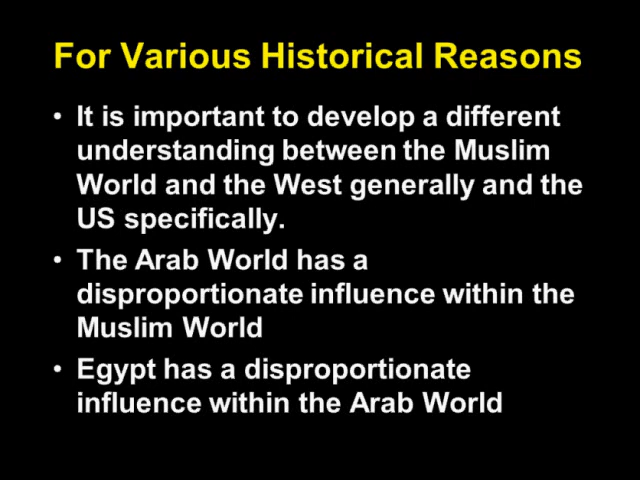 For Various Historical Reasons
• It is important to develop a different
understanding between the Muslim
World and the West generally and the
US specifically.
• The Arab World has a
disproportionate influence within the
Muslim World
• Egypt has a disproportionate
influence within the Arab World